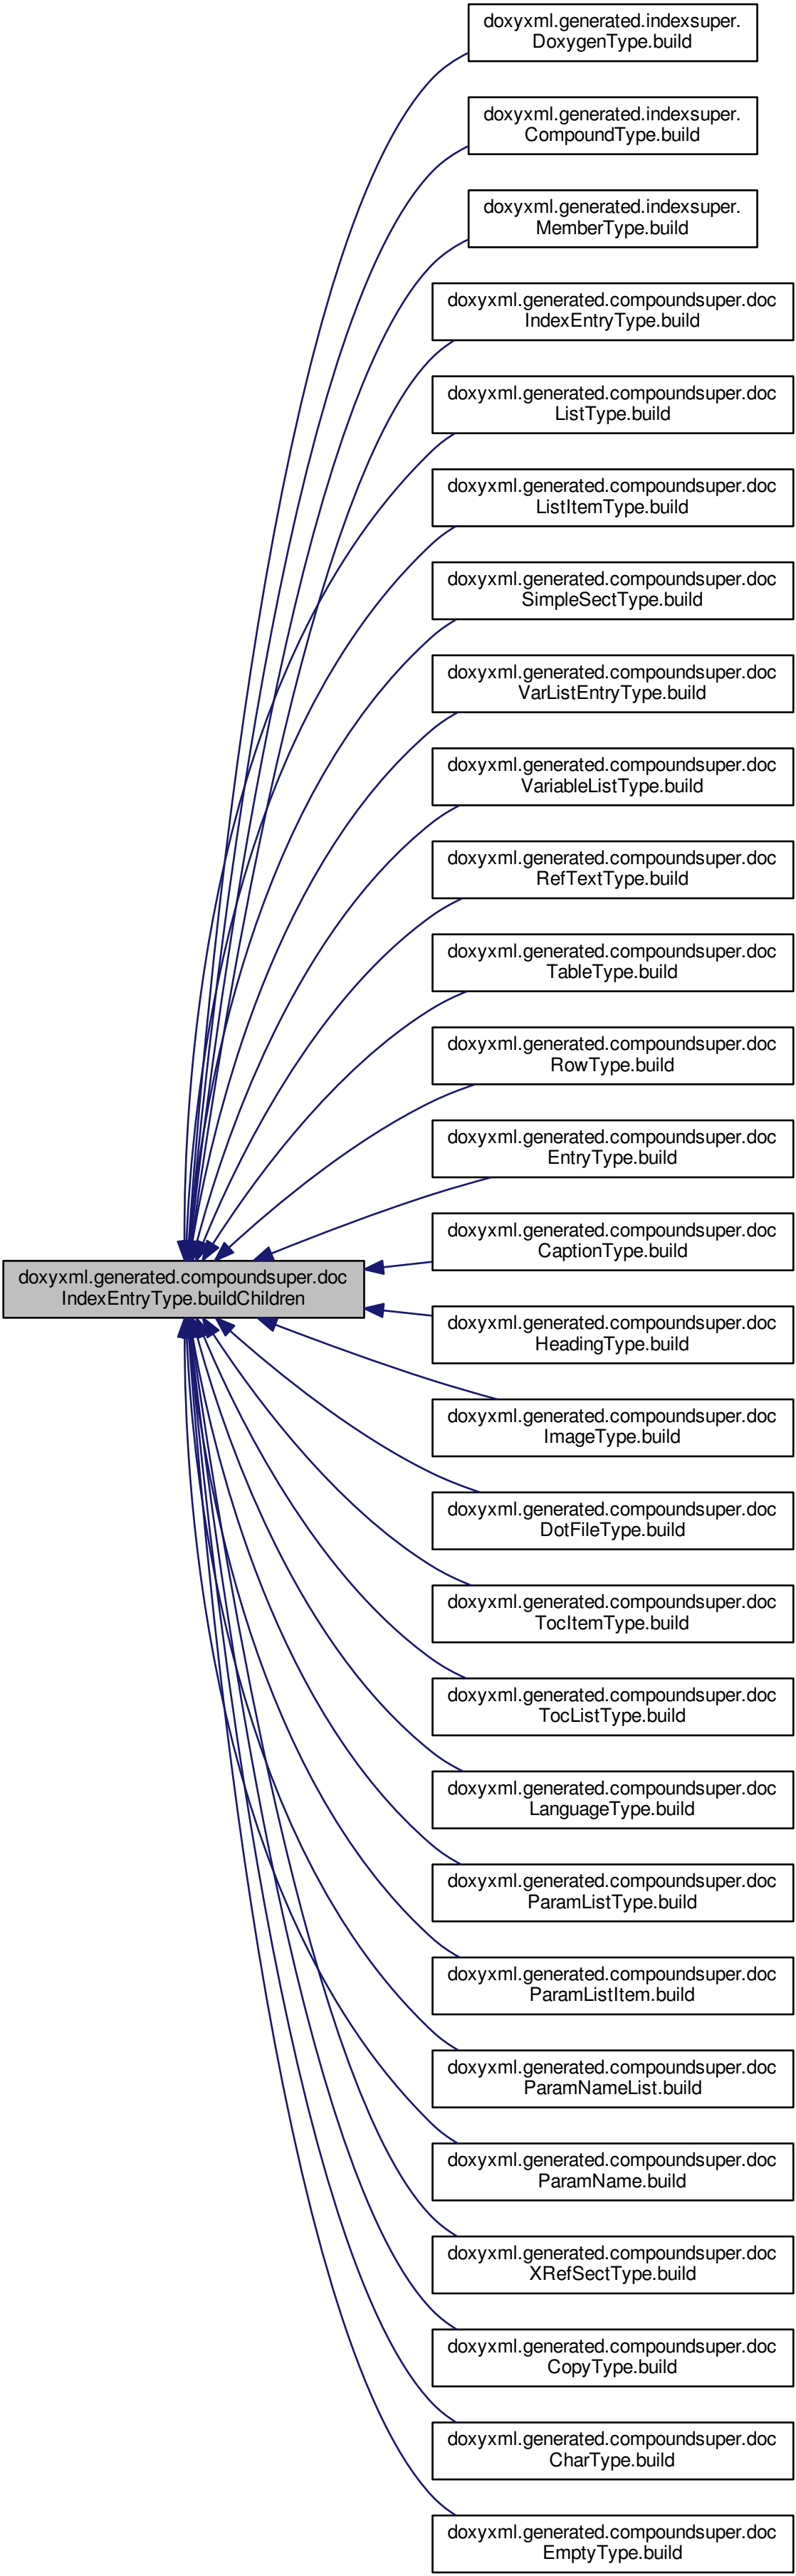 doxyxml.generated.indexsuper.
DoxygenType.build
doxyxml.generated.indexsuper.
CompoundType.build
doxyxml.generated.indexsuper.
MemberType.build
doxyxml.generated.compoundsuper.doc
IndexEntryType.build
doxyxml.generated.compoundsuper.doc
ListType.build
doxyxml.generated.compoundsuper.doc
ListItemType.build
doxyxml.generated.compoundsuper.doc
SimpleSectType.build
doxyxml.generated.compoundsuper.doc
VarListEntryType.build
doxyxml.generated.compoundsuper.doc
VariableListType.build
doxyxml.generated.compoundsuper.doc
RefTextType.build
doxyxml.generated.compoundsuper.doc
TableType.build
doxyxml.generated.compoundsuper.doc
RowType.build
doxyxml.generated.compoundsuper.doc
EntryType.build
doxyxml.generated.compoundsuper.doc
CaptionType.build
doxyxml.generated.compoundsuper.doc
IndexEntryType.buildChildren
doxyxml.generated.compoundsuper.doc
HeadingType.build
doxyxml.generated.compoundsuper.doc
ImageType.build
doxyxml.generated.compoundsuper.doc
DotFileType.build
doxyxml.generated.compoundsuper.doc
TocItemType.build
doxyxml.generated.compoundsuper.doc
TocListType.build
doxyxml.generated.compoundsuper.doc
LanguageType.build
doxyxml.generated.compoundsuper.doc
ParamListType.build
doxyxml.generated.compoundsuper.doc
ParamListItem.build
doxyxml.generated.compoundsuper.doc
ParamNameList.build
doxyxml.generated.compoundsuper.doc
ParamName.build
doxyxml.generated.compoundsuper.doc
XRefSectType.build
doxyxml.generated.compoundsuper.doc
CopyType.build
doxyxml.generated.compoundsuper.doc
CharType.build
doxyxml.generated.compoundsuper.doc
EmptyType.build